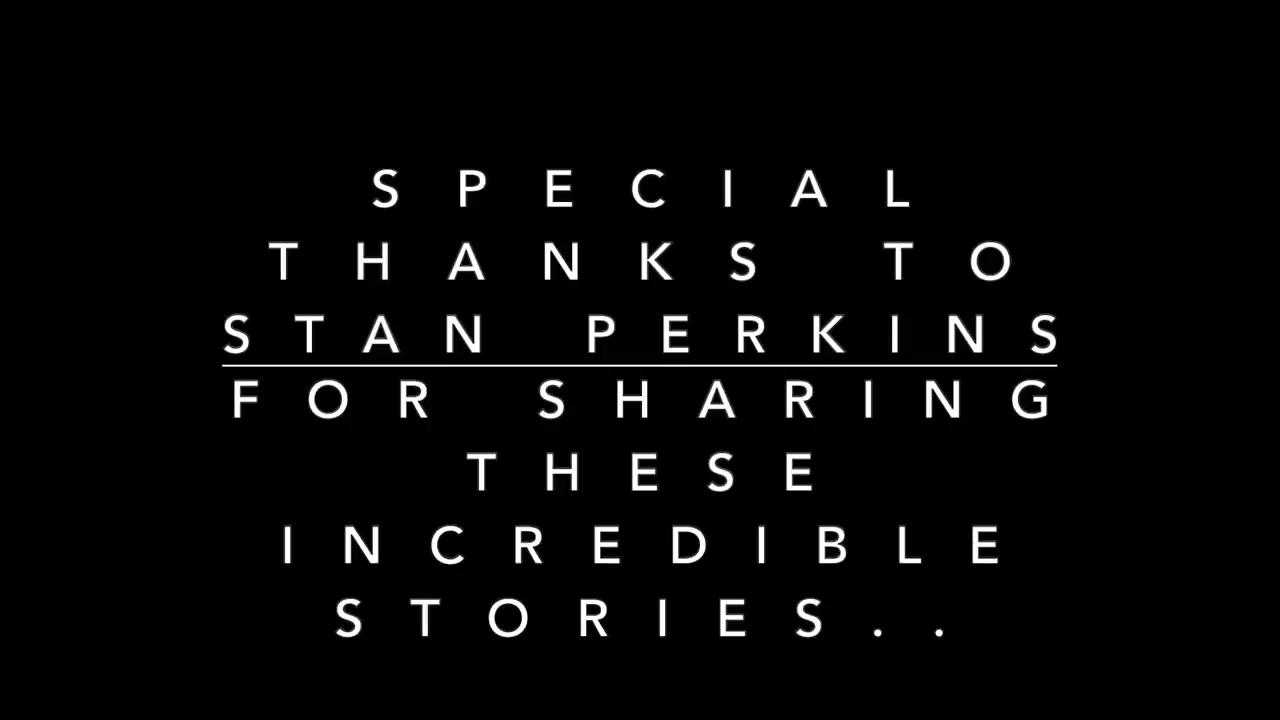 SPECIAL
THANKS TO
STAN PERKINS
FOR SHARING
THESE
INCREDIBLE
STORIES..